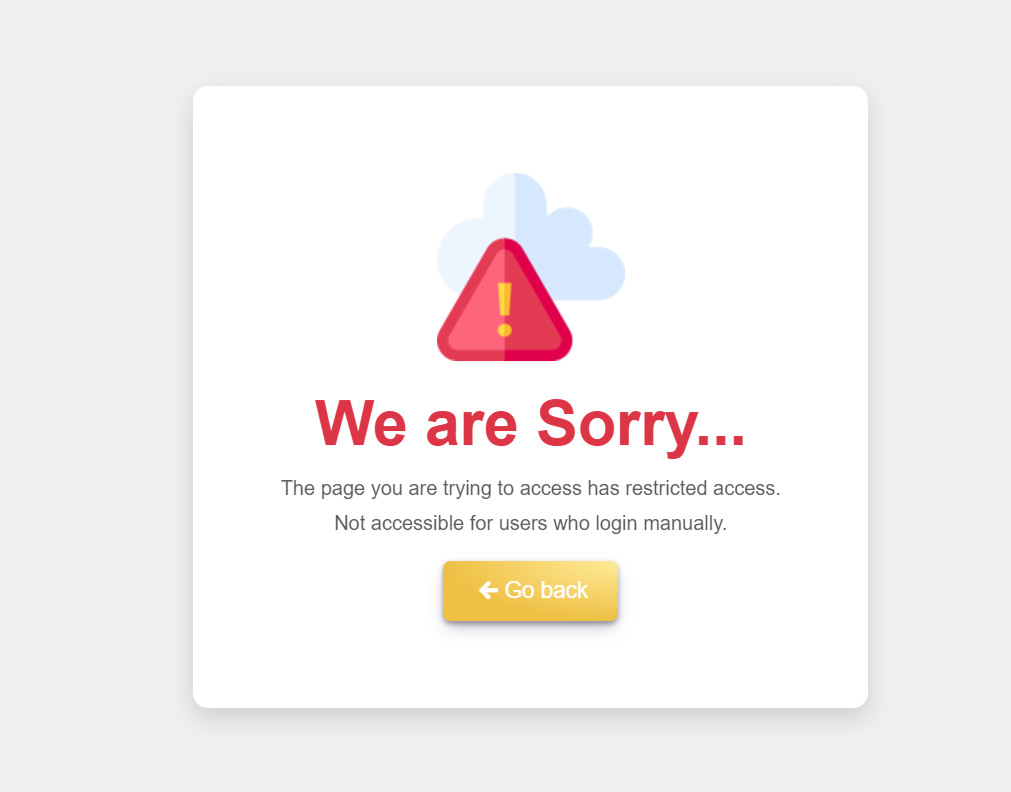 We are Sorry...
The page you are trying to access has restricted access.
Not accessible for users who login manually.
Go back